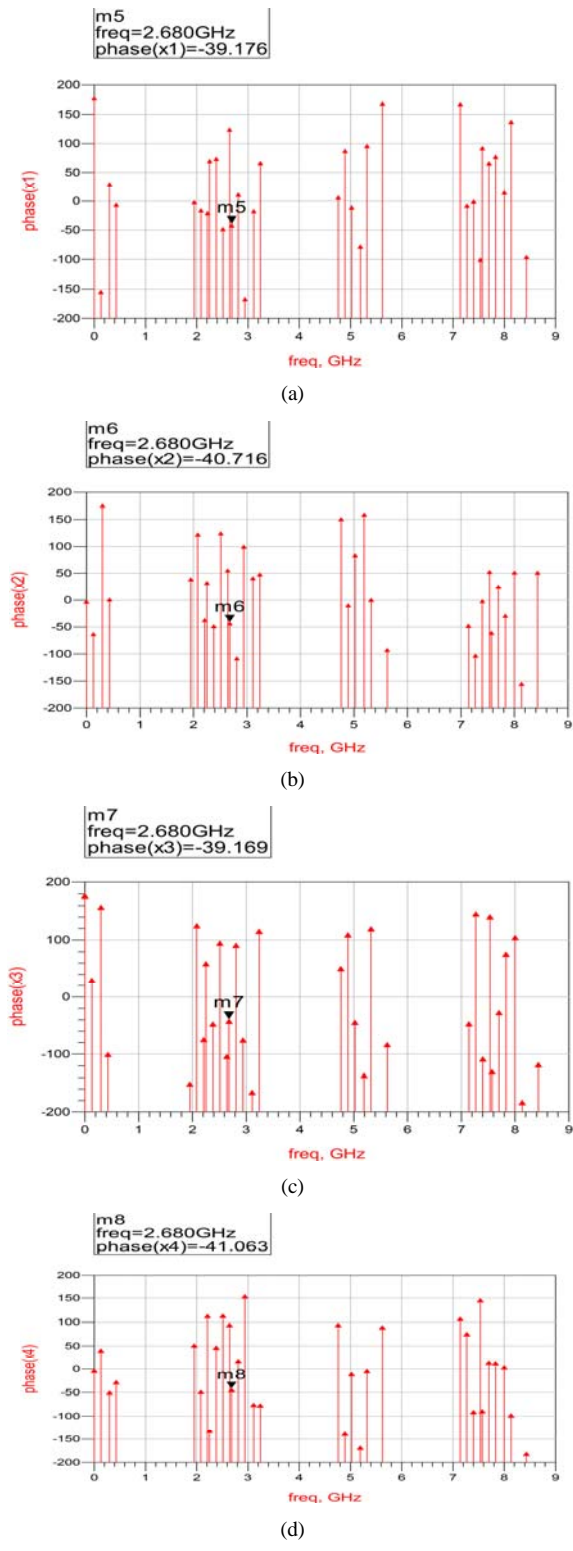 m5
freq=2.680GHz
phase(x1)=-39.176
200
150
100
50
0
-50
-100
-150
-200
phase(x1)
m5
0 1 2 3 4 5 6 7 8 9
freq, GHz
(a)
m6
freq=2.680GHz
phase(x2)=-40.716
200
150
100
50
0
-50
-100
-150
-200
phase(x2)
m6
0 1 2 3 4 5 6 7 8 9
freq, GHz
(b)
m7
freq=2.680GHz
phase(x3)=-39.169
200
100
0
-100
-200
phase(x3)
m7
0 1 2 3 4 5 6 7 8 9
freq, GHz
(c)
m8
freq=2.680GHz
phase(x4)=-41.063
200
150
100
50
0
-50
-100
-150
-200
phase(x4)
m8
0 1 2 3 4 5 6 7 8 9
freq, GHz
(d)